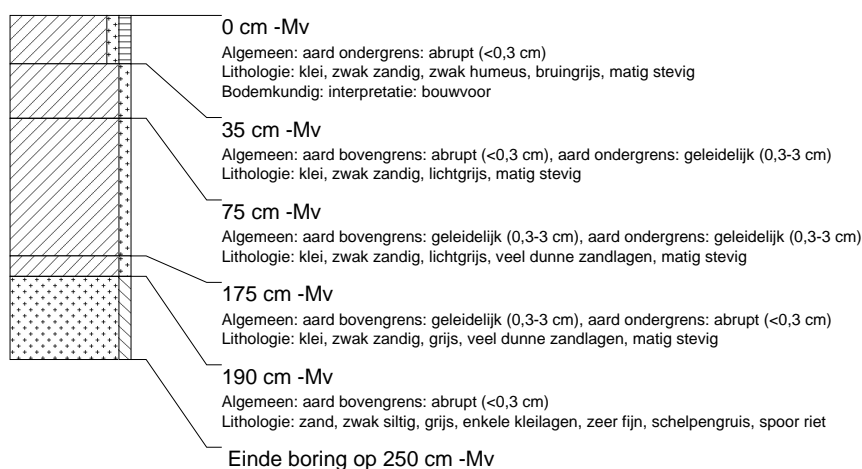 0 cm -Mv
Algemeen: aard ondergrens: abrupt (<0,3 cm)
Lithologie: klei, zwak zandig, zwak humeus, bruingrijs, matig stevig
Bodemkundig: interpretatie: bouwvoor
35 cm -Mv
Algemeen: aard bovengrens: abrupt (<0,3 cm), aard ondergrens: geleidelijk (0,3-3 cm)
Lithologie: klei, zwak zandig, lichtgrijs, matig stevig
75 cm -Mv
Algemeen: aard bovengrens: geleidelijk (0,3-3 cm), aard ondergrens: geleidelijk (0,3-3 cm)
Lithologie: klei, zwak zandig, lichtgrijs, veel dunne zandlagen, matig stevig
175 cm -Mv
Algemeen: aard bovengrens: geleidelijk (0,3-3 cm), aard ondergrens: abrupt (<0,3 cm)
Lithologie: klei, zwak zandig, grijs, veel dunne zandlagen, matig stevig
190 cm -Mv
Algemeen: aard bovengrens: abrupt (<0,3 cm)
Lithologie: zand, zwak siltig, grijs, enkele kleilagen, zeer fijn, schelpengruis, spoor riet
Einde boring op 250 cm -Mv